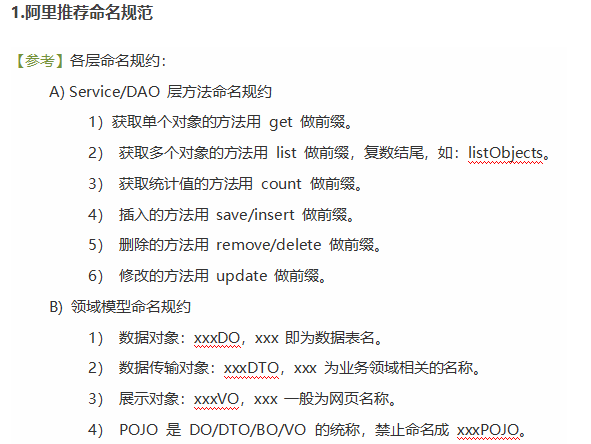 1.阿里推荐命名规范
【参考】各层命名规约：
A) Service/DAO 层方法命名规约
1）获取单个对象的方法用 get 做前缀。
2） 获取多个对象的方法用 list 做前缀，复数结尾，如：listObjects。
3） 获取统计值的方法用 count 做前缀。
4） 插入的方法用 save/insert 做前缀。
5） 删除的方法用 remove/delete 做前缀。
6） 修改的方法用 update 做前缀。
B) 领域模型命名规约
1） 数据对象：xxxDO，xxx 即为数据表名。
2） 数据传输对象：xxxDTO，xxx 为业务领域相关的名称。
3） 展示对象：xxxVO，xxx 一般为网页名称。
4） POJO 是 DO/DTO/BO/VO 的统称，禁止命名成 xxxPOJO。